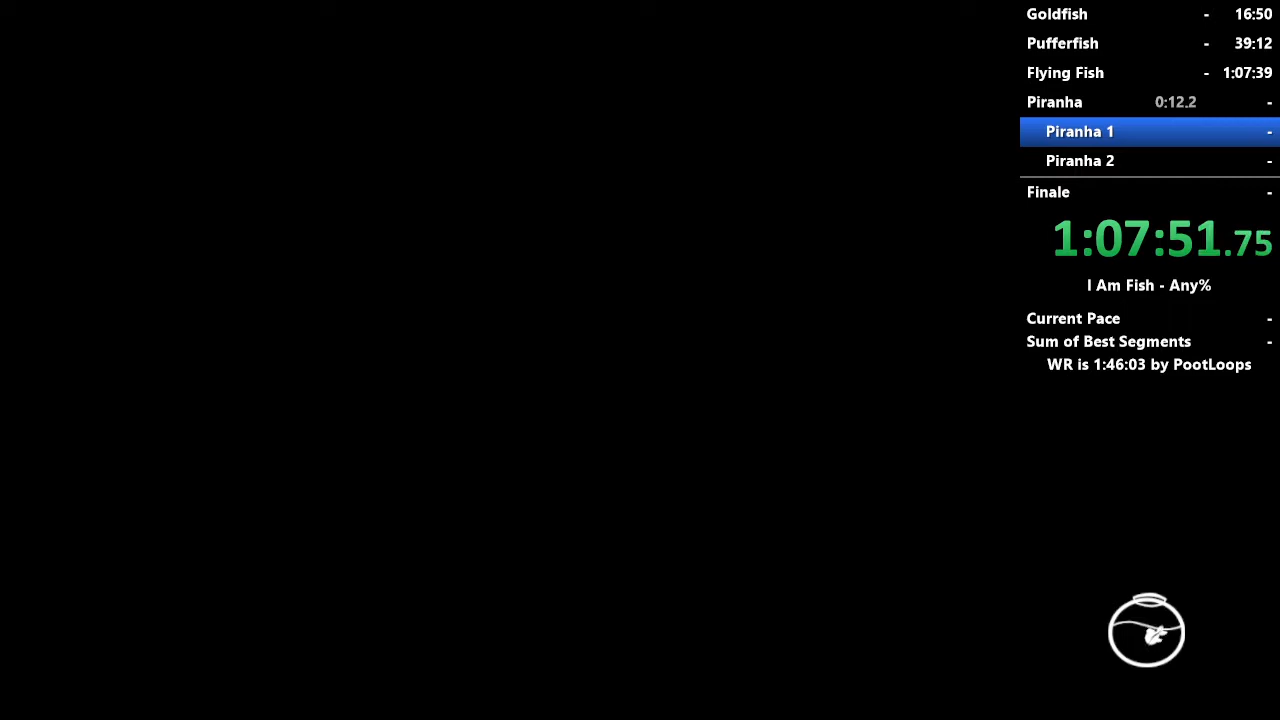 Goldfish - 16:50
Pufferfish - 39:12
Flying Fish - 1:07:39
Piranha 0:12.2 -
Piranha 1 -
Piranha 2 -
Finale -
1:07:51.75
I Am Fish - Any%
Current Pace -
Sum of Best Segments -
WR is 1:46:03 by PootLoops